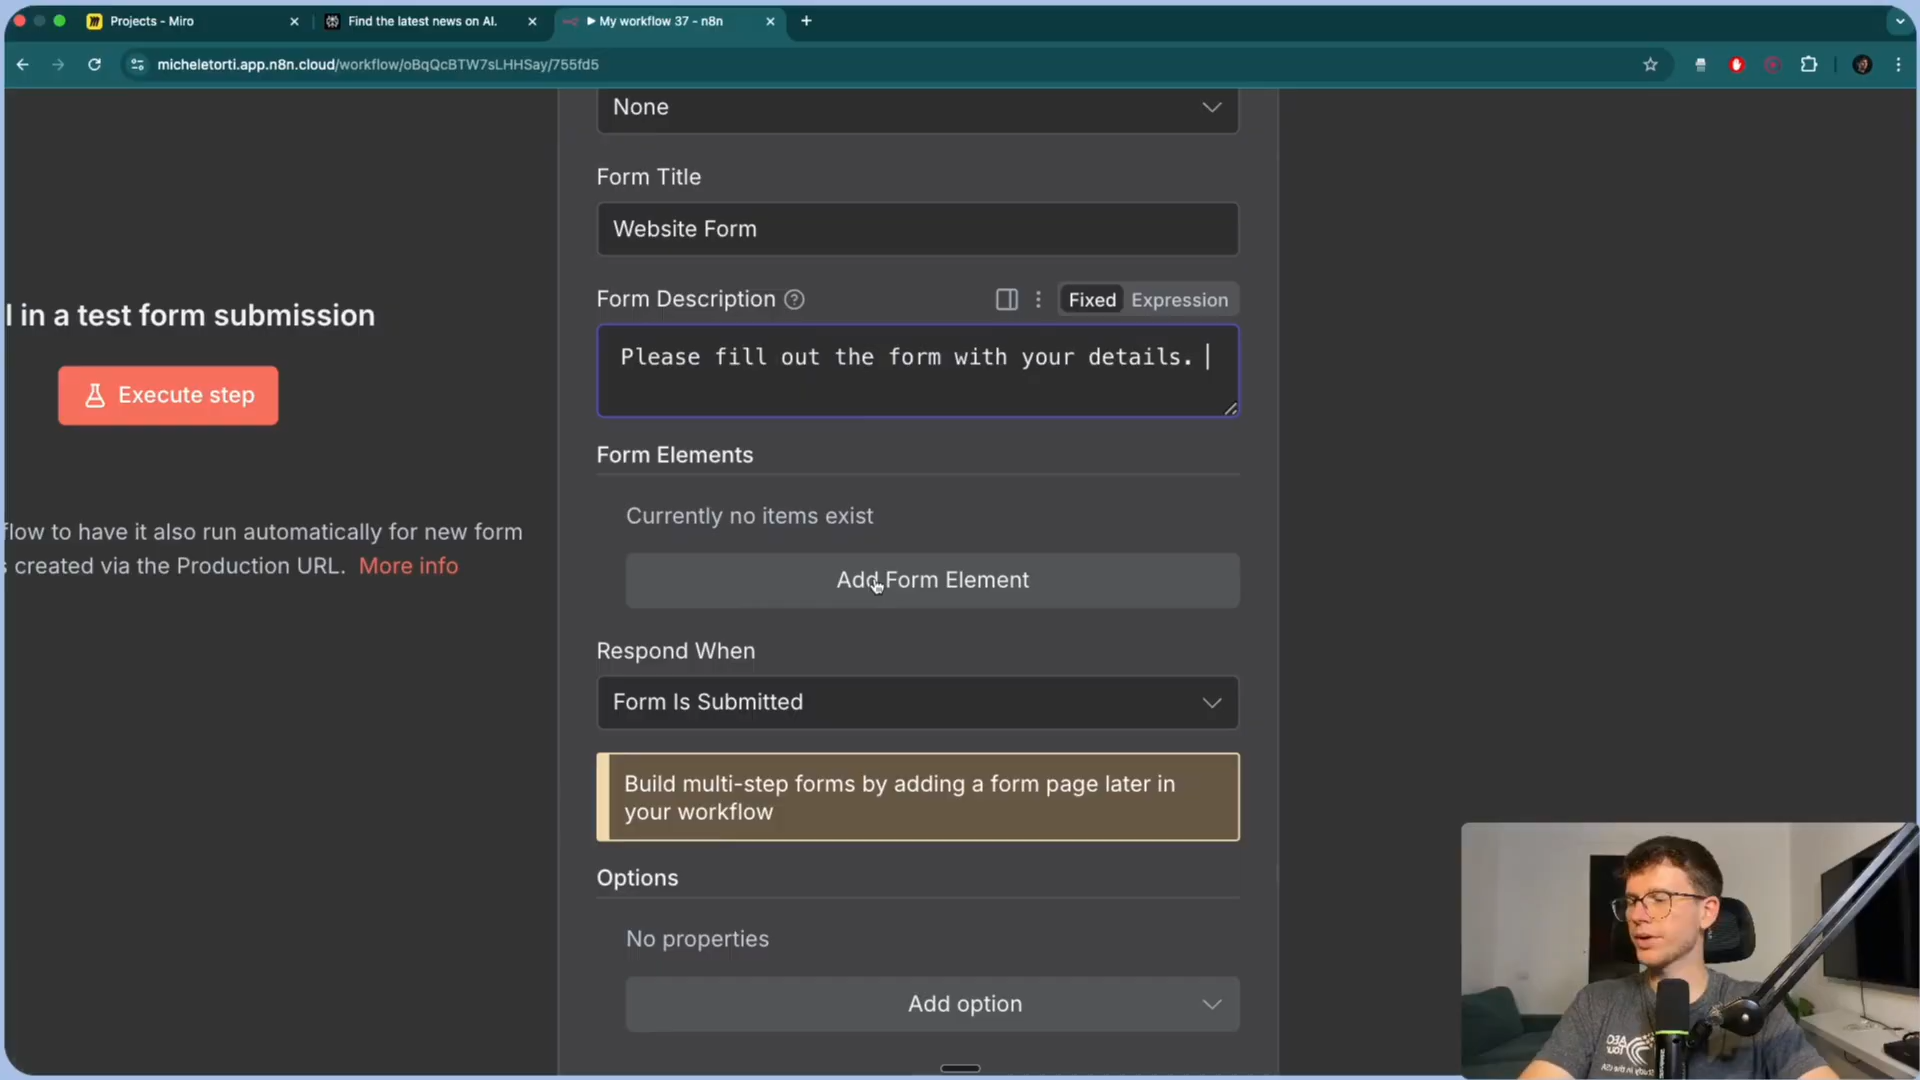 Projects - Miro
Find the latest news on AI.
My workflow 37 - n8n
micheletorti.app.n8n.cloud/workflow/oBqQcBTW7sLHHSay/755fd5
None
Form Title
Website Form
Form Description
Fixed
Expression
Please fill out the form with your details.
l in a test form submission
Execute step
flow to have it also run automatically for new form
s created via the Production URL. More info
Form Elements
Currently no items exist
Add Form Element
Respond When
Form Is Submitted
Build multi-step forms by adding a form page later in
your workflow
Options
No properties
Add option